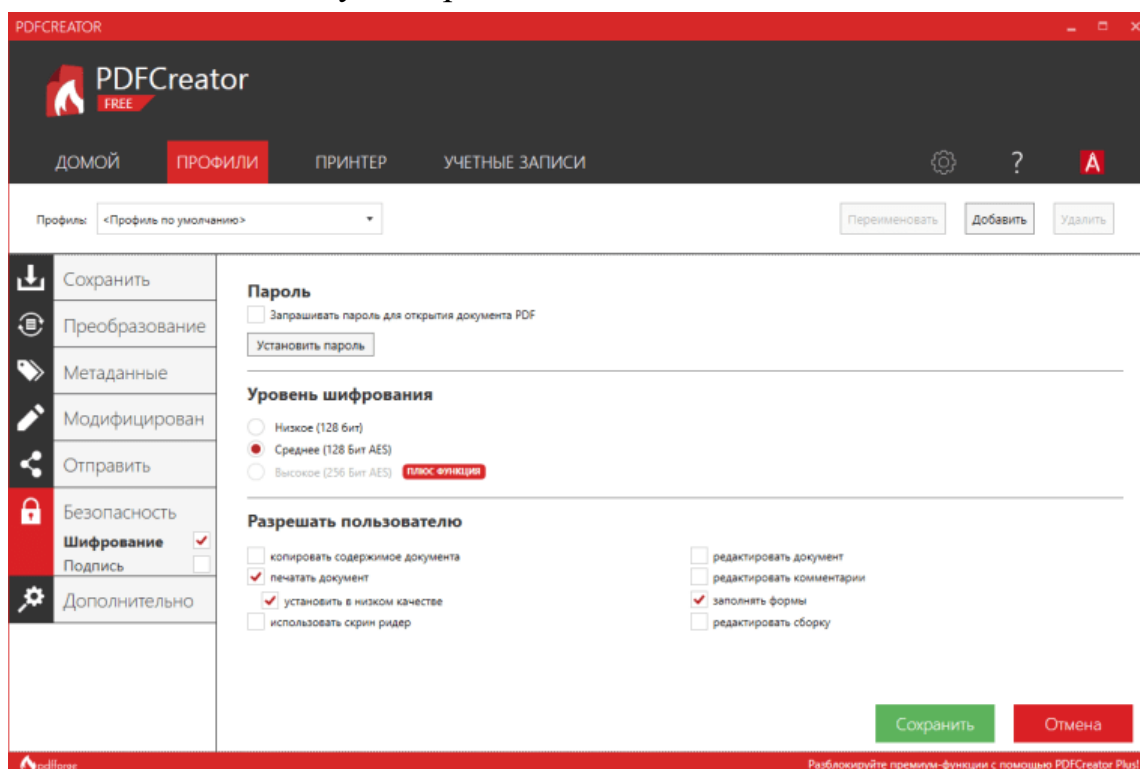 PDFCREATOR
PDFCreator
FREE
ДОМОЙ ПРОФИЛИ ПРИНТЕР УЧЕТНЫЕ ЗАПИСИ ? A
Профиль: <Профиль по умолчанию> Переименовать Добавить Удалить
Сохранить
Преобразование
Метаданные
Модифицирован
Отправить
Безопасность
Шифрование
Подпись
Дополнительно
Пароль
Запрашивать пароль для открытия документа PDF
Установить пароль
Уровень шифрования
Низкое (128 бит)
Среднее (128 Бит AES)
Высокое (256 Бит AES) ПЛЮС ФУНКЦИЯ
Разрешать пользователю
копировать содержимое документа
печатать документ
установить в низком качестве
использовать скрин ридер
редактировать документ
редактировать комментарии
заполнять формы
редактировать сборку
Сохранить Отмена
pdfforge Разблокируйте премиум-функции с помощью PDFCreator Plus!